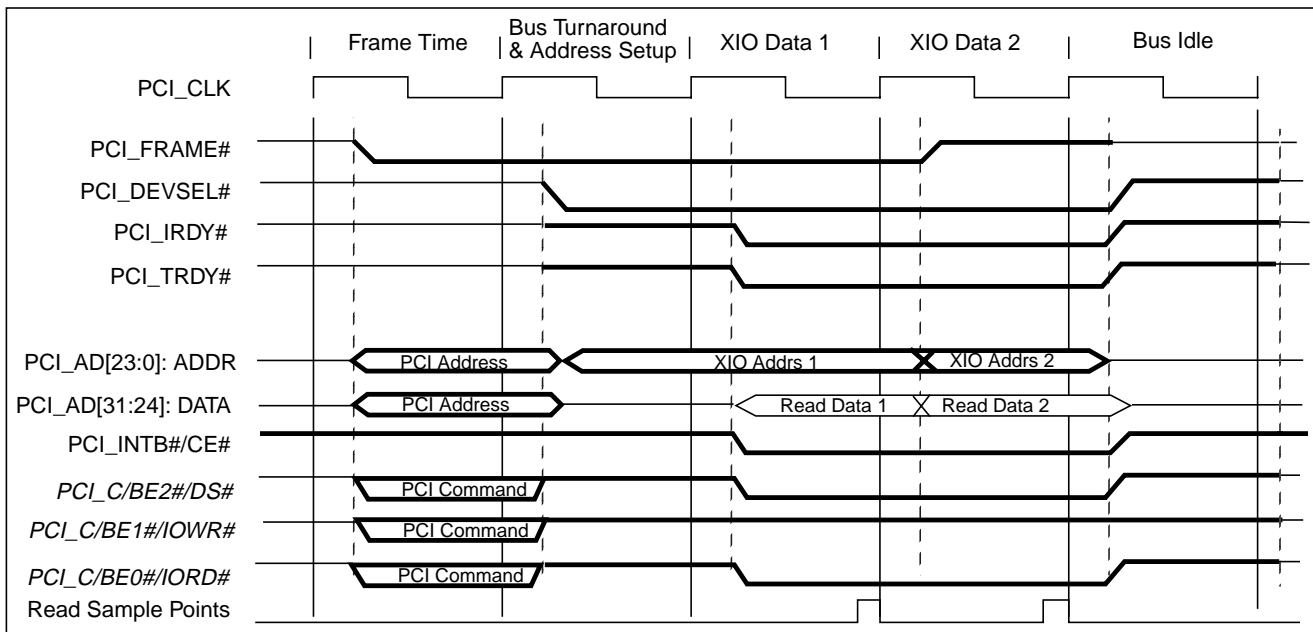 Frame Time
Bus Turnaround
& Address Setup
XIO Data 1
XIO Data 2
Bus Idle
PCI_CLK
PCI_FRAME#
PCI_DEVSEL#
PCI_IRDY#
PCI_TRDY#
PCI_AD[23:0]: ADDR
PCI Address
XIO Addrs 1
XIO Addrs 2
PCI_AD[31:24]: DATA
PCI Address
Read Data 1
Read Data 2
PCI_INTB#/CE#
PCI_C/BE2#/DS#
PCI Command
PCI_C/BE1#/IOWR#
PCI Command
PCI_C/BE0#/IORD#
PCI Command
Read Sample Points